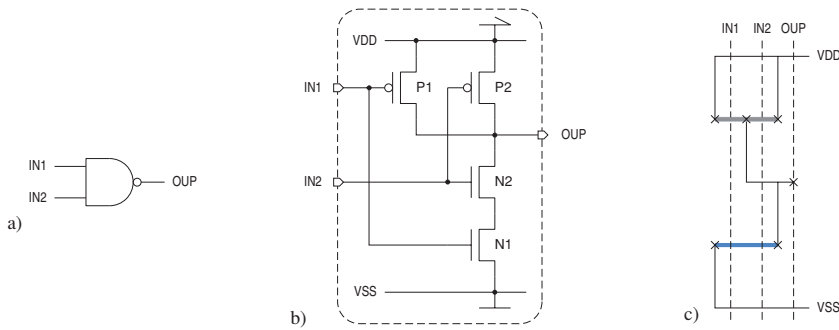 IN1
IN2
OUP
a)
VDD
IN1
P1
P2
OUP
IN2
N2
N1
VSS
b)
IN1 IN2 OUP
VDD
VSS
c)